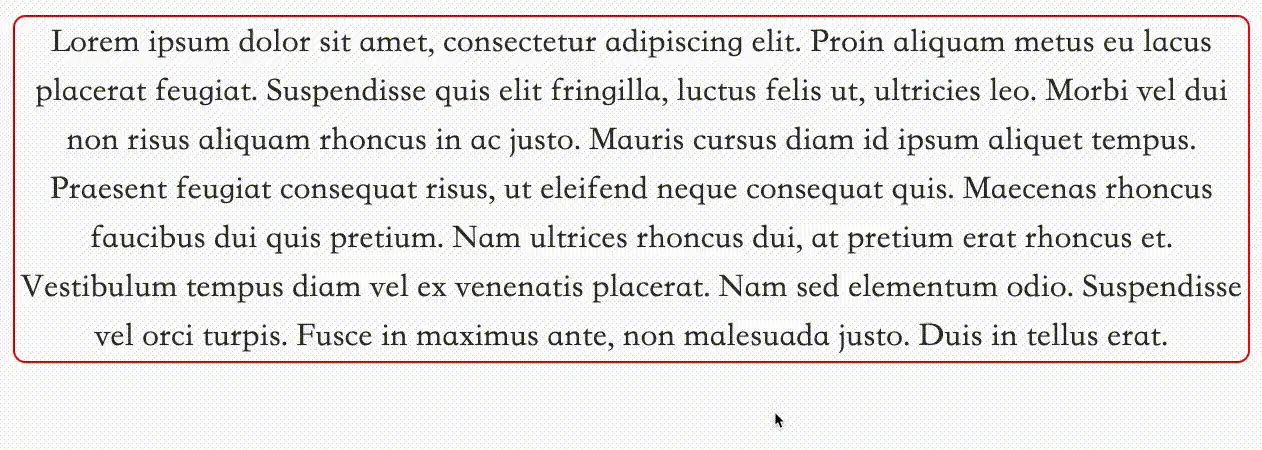 Lorem ipsum dolor sit amet, consectetur adipiscing elit. Proin aliquam metus eu lacus
placerat feugiat. Suspendisse quis elit fringilla, luctus felis ut, ultricies leo. Morbi vel dui
non risus aliquam rhoncus in ac justo. Mauris cursus diam id ipsum aliquet tempus.
Praesent feugiat consequat risus, ut eleifend neque consequat quis. Maecenas rhoncus
faucibus dui quis pretium. Nam ultrices rhoncus dui, at pretium erat rhoncus et.
Vestibulum tempus diam vel ex venenatis placerat. Nam sed elementum odio. Suspendisse
vel orci turpis. Fusce in maximus ante, non malesuada justo. Duis in tellus erat.